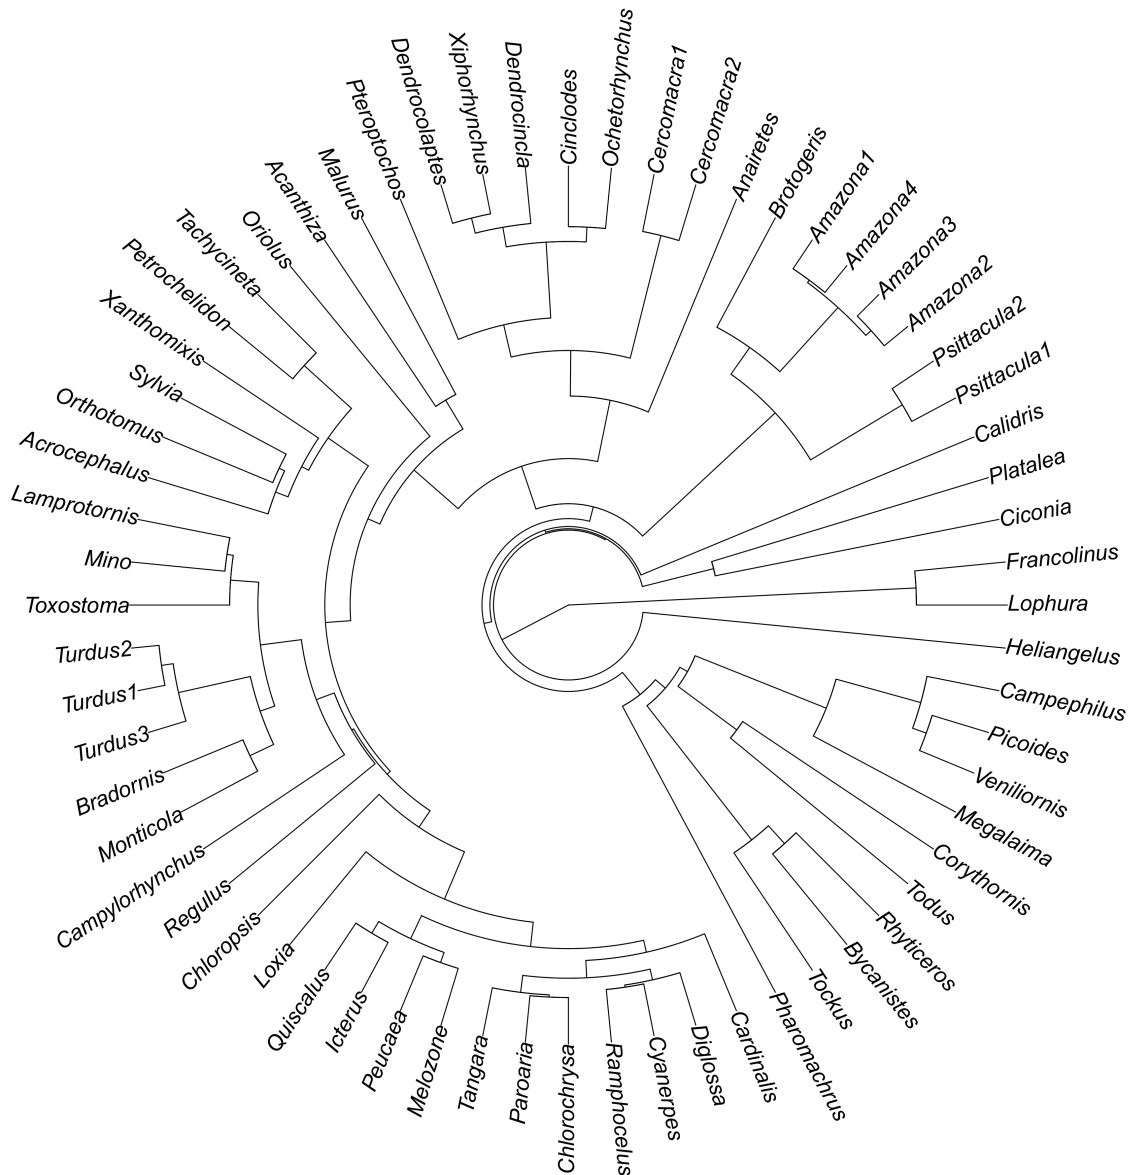 Ochetorhynchus
Cinclodes
Dendrocincla
Xiphorhynchus
Dendrocolaptes
Pteroptochos
Malurus
Acanthiza
Oriolus
Tachycineta
Petrochelidon
Xanthomixis
Sylvia
Orthotomus
Acrocephalus
Lamprotornis
Mino
Toxostoma
Turdus2
Turdus1
Turdus3
Bradornis
Monticola
Campylorhynchus
Regulus
Chloropsis
Loxia
Quiscalus
Icterus
Peucaea
Melozone
Tangara
Paroaria
Chlorochrysa
Ramphocelus
Cyanerpes
Diglossa
Cardinalis
Pharomachrus
Tockus
Bycanistes
Rhyticeros
Todus
Corythornis
Megalaima
Veniliornis
Picoides
Campephilus
Heliangelus
Lophura
Francolinus
Ciconia
Platalea
Calidris
Psittacula1
Psittacula2
Amazona2
Amazona3
Amazona4
Amazona1
Brotogeris
Anairetes
Cercomacra2
Cercomacra1